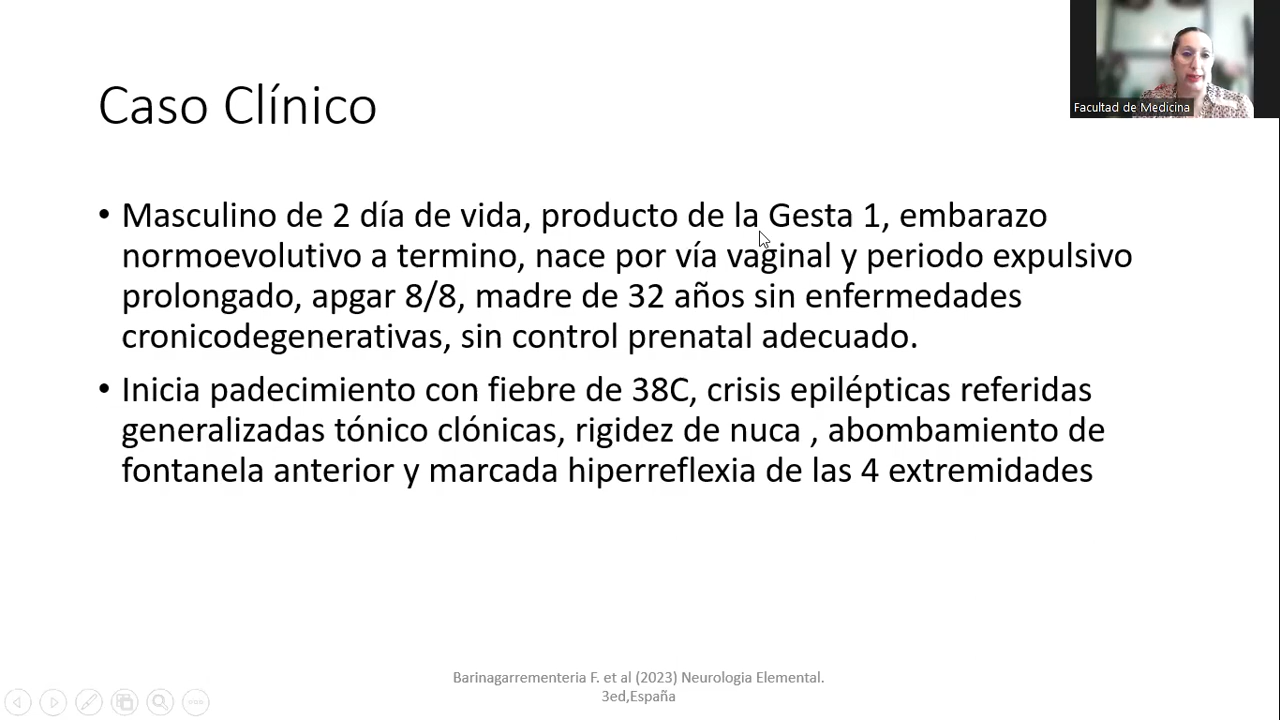 Facultad de Medicina
Caso Clínico
• Masculino de 2 día de vida, producto de la Gesta 1, embarazo
normoevolutivo a termino, nace por vía vaginal y periodo expulsivo
prolongado, apgar 8/8, madre de 32 años sin enfermedades
cronicodegenerativas, sin control prenatal adecuado.
• Inicia padecimiento con fiebre de 38C, crisis epilépticas referidas
generalizadas tónico clónicas, rigidez de nuca , abombamiento de
fontanela anterior y marcada hiperreflexia de las 4 extremidades
Barinagarrementeria F. et al (2023) Neurologia Elemental.
3ed,España